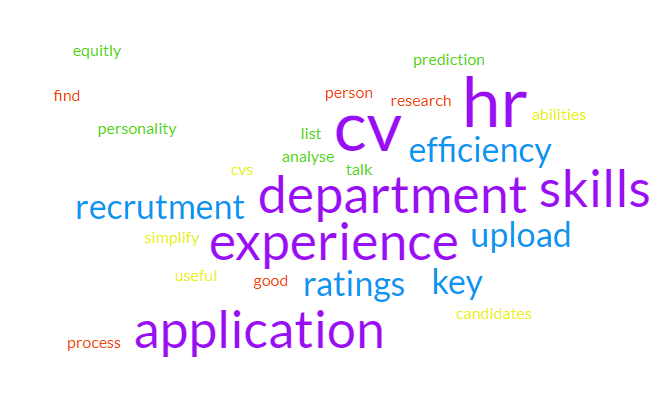 equitly
prediction
find
person
research
hr
abilities
personality
list
cv
efficiency
analyse
cvs
talk
department
skills
recrutment
simplify
experience
upload
useful
good
ratings
key
candidates
process
application